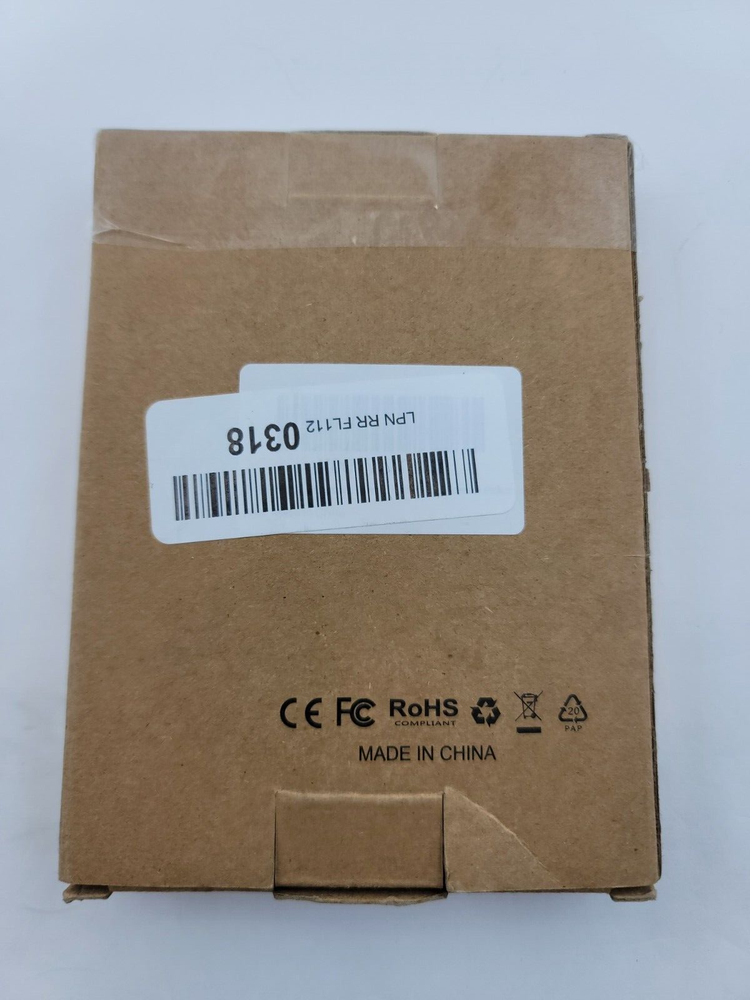 LPN RR FL112 0318
CE FC RoHS
COMPLIANT
20
PAP
MADE IN CHINA